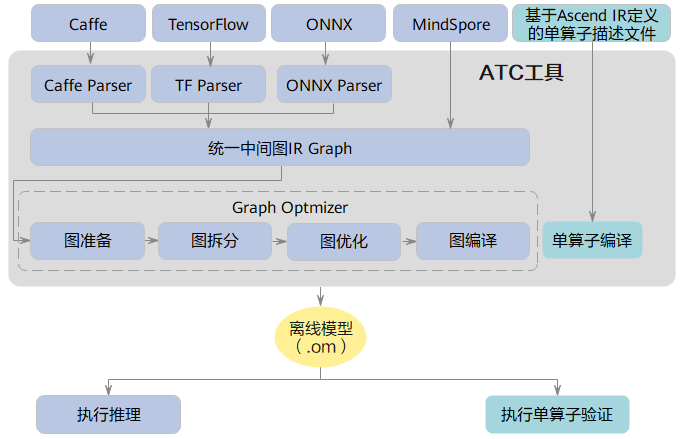 Caffe
TensorFlow
ONNX
MindSpore
基于Ascend IR定义
的单算子描述文件
ATC工具
Caffe Parser
TF Parser
ONNX Parser
统一中间图IR Graph
Graph Optmizer
图准备
图拆分
图优化
图编译
单算子编译
离线模型
（.om）
执行推理
执行单算子验证